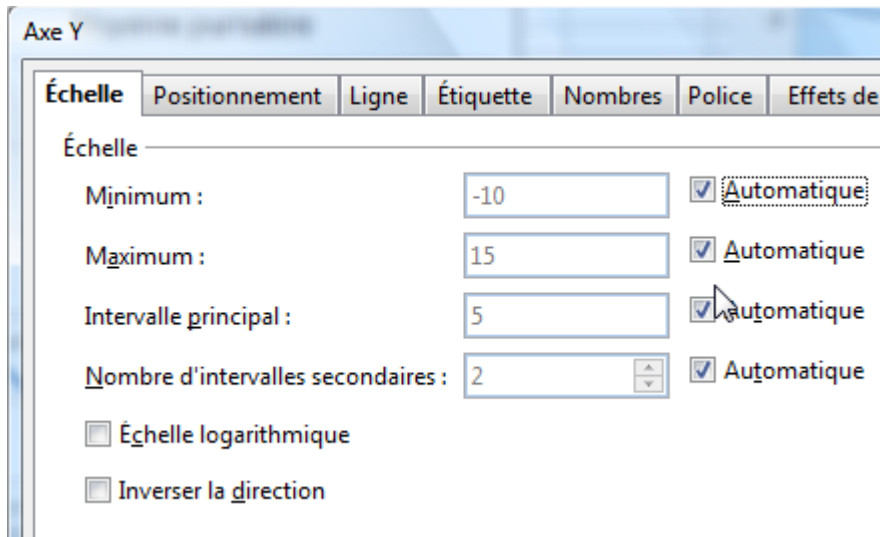 Axe Y
Échelle Positionnement Ligne Étiquette Nombres Police Effets de
Échelle
Minimum : -10 Automatique
Maximum : 15 Automatique
Intervalle principal : 5 Automatique
Nombre d'intervalles secondaires : 2 Automatique
Échelle logarithmique
Inverser la direction